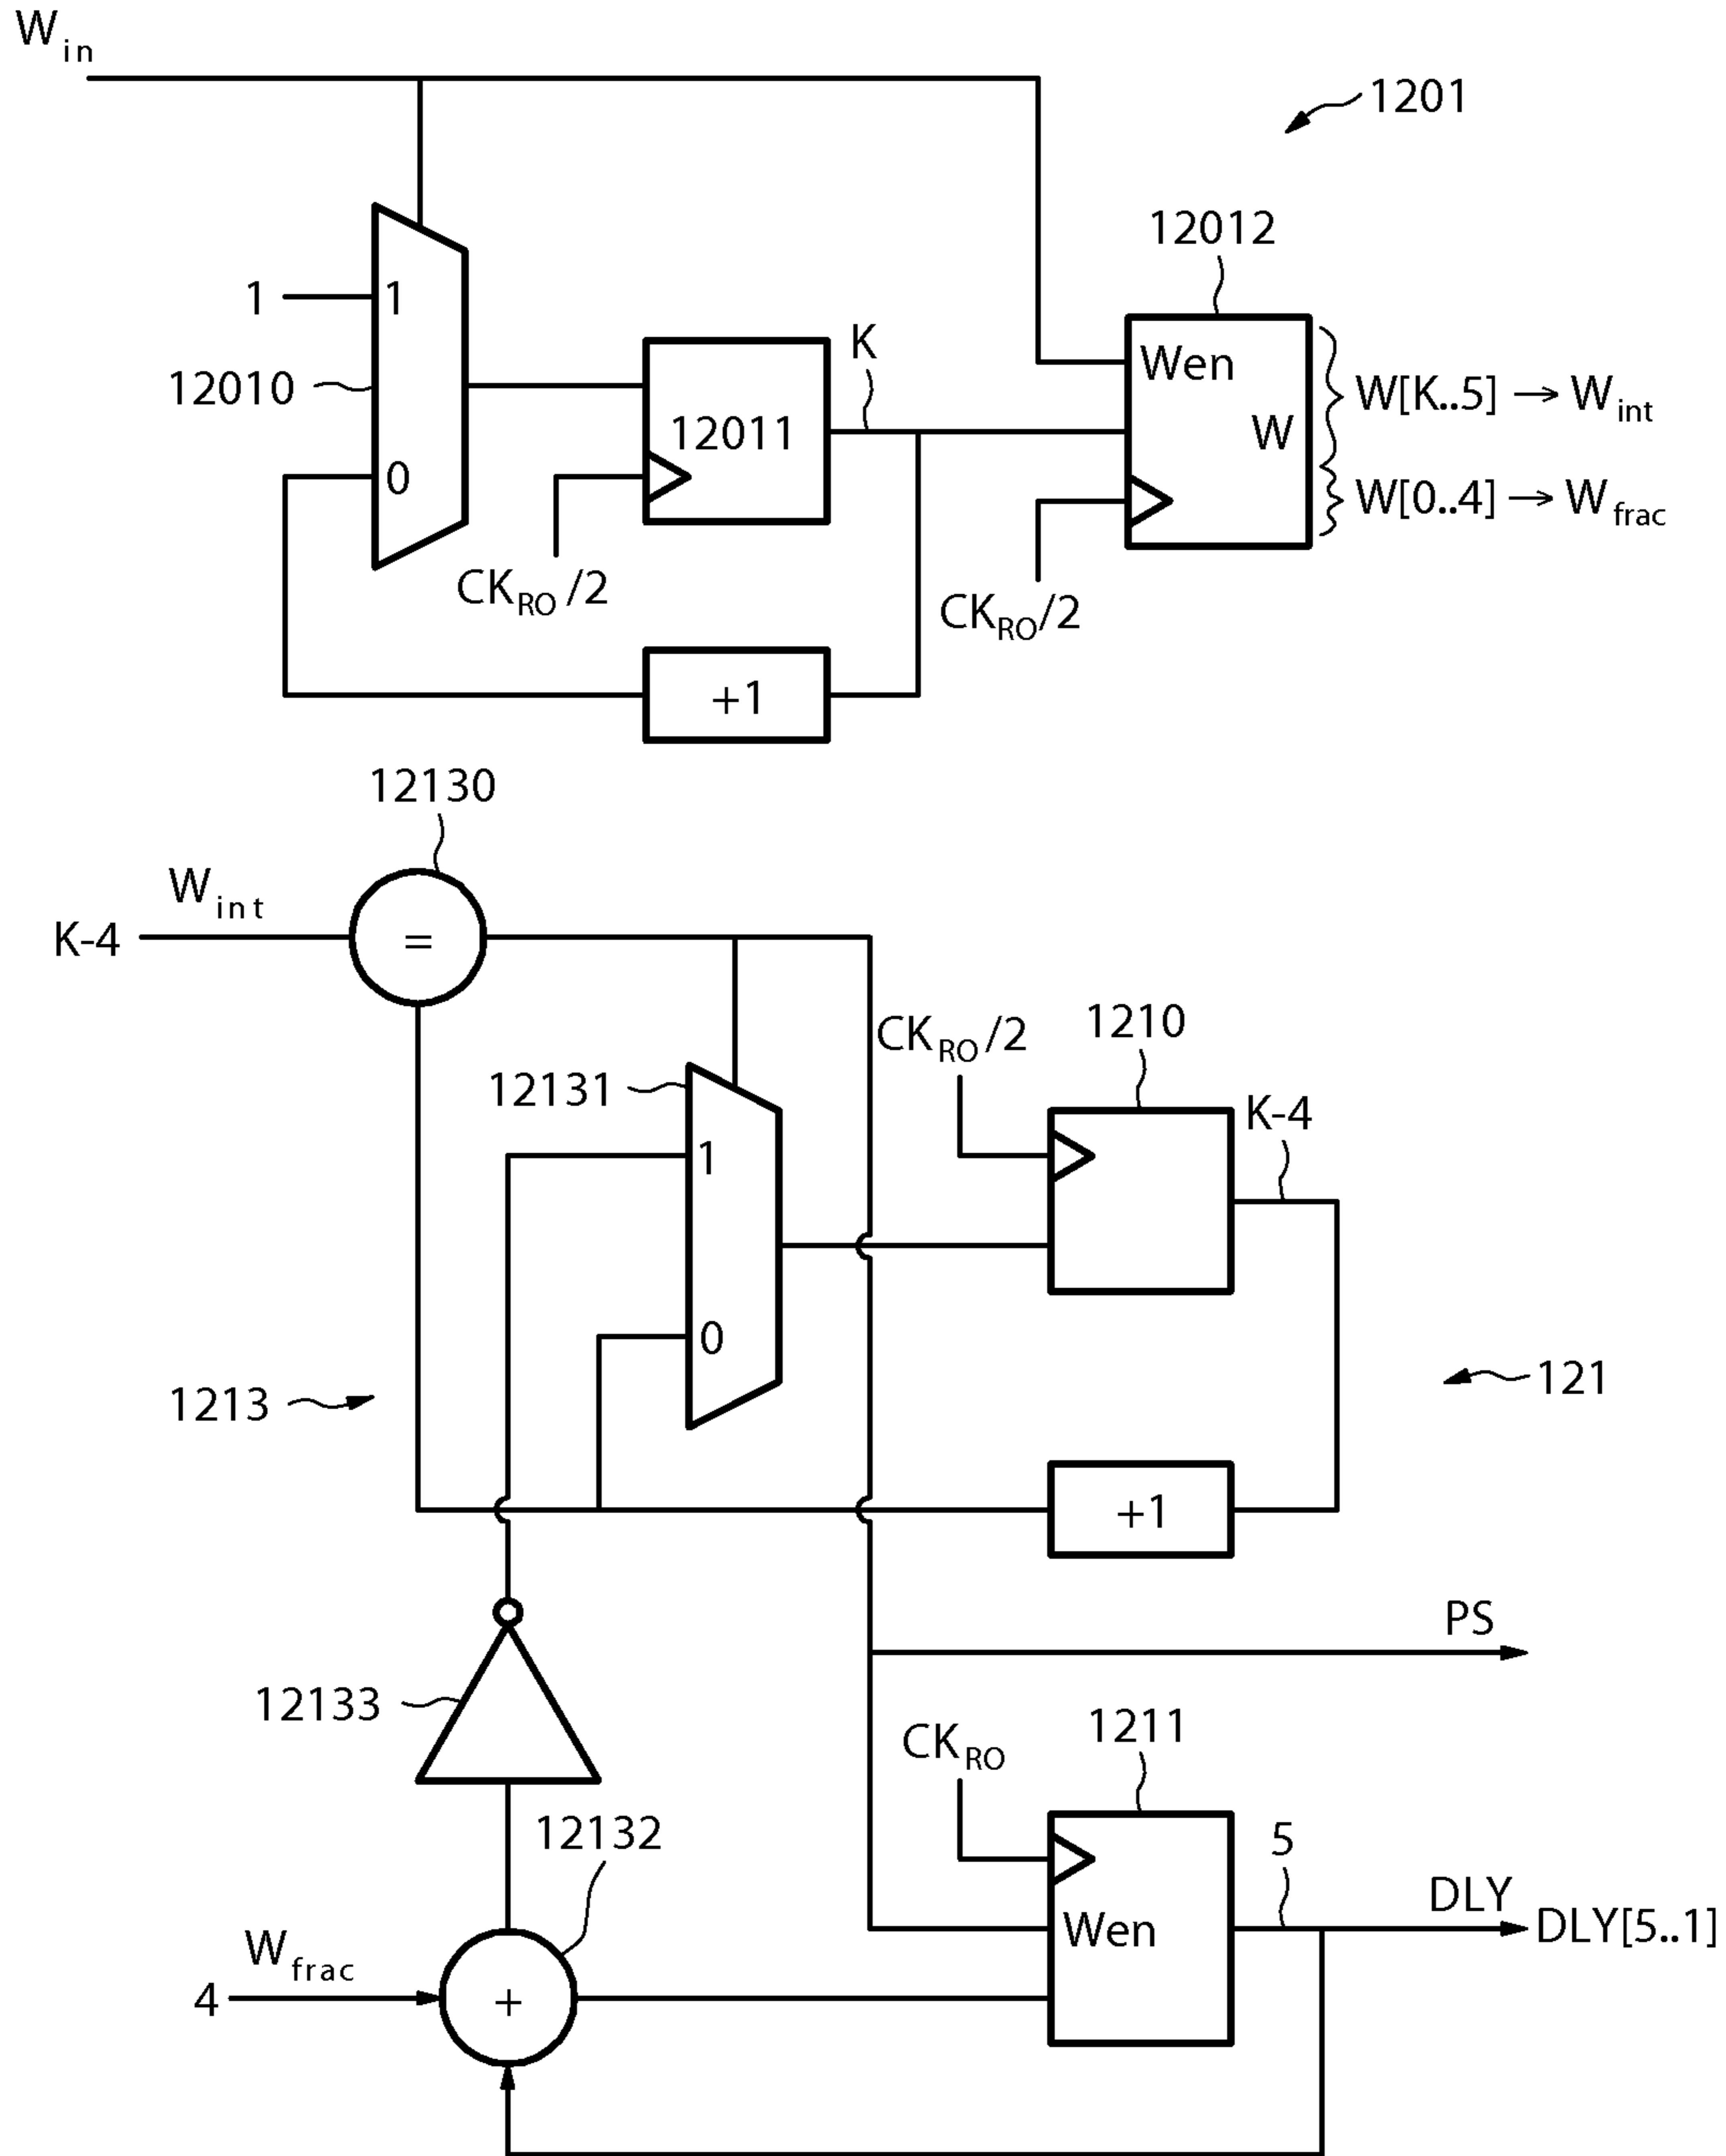 W_in
1201
12012
1
1
12010
0
12011
K
Wen
W
W[K..5] → W_int
W[0..4] → W_frac
CK_RO/2
CK_RO/2
+1
12130
W_int
K-4
=
CK_RO/2
1210
12131
K-4
1
0
1213
121
+1
PS
12133
CK_RO
1211
12132
5
DLY
DLY[5..1]
Wen
W_frac
4
+